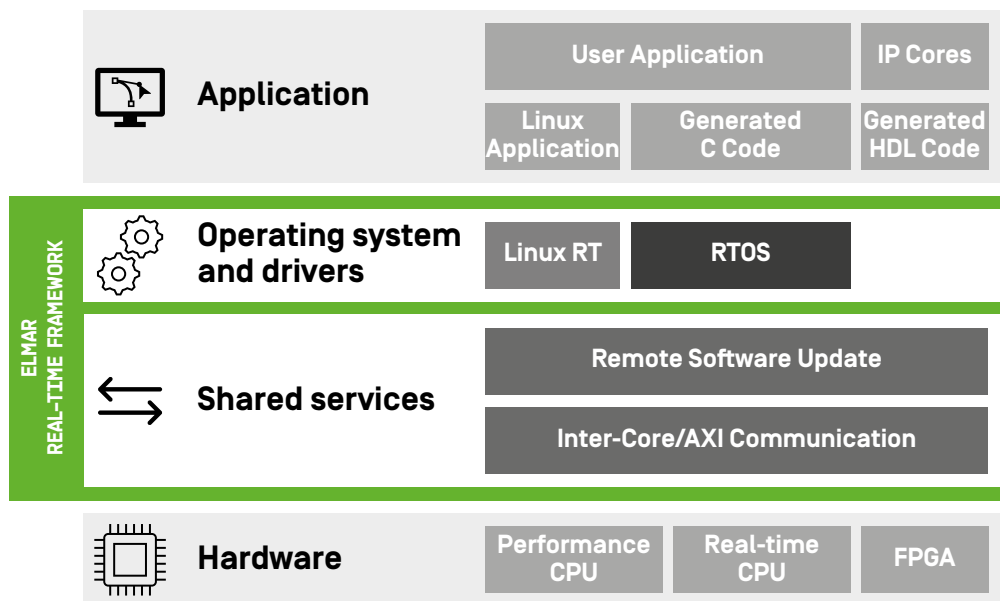 Application
User Application
IP Cores
Linux
Application
Generated
C Code
Generated
HDL Code
ELMAR
REAL-TIME FRAMEWORK
Operating system
and drivers
Linux RT
RTOS
Shared services
Remote Software Update
Inter-Core/AXI Communication
Hardware
Performance
CPU
Real-time
CPU
FPGA